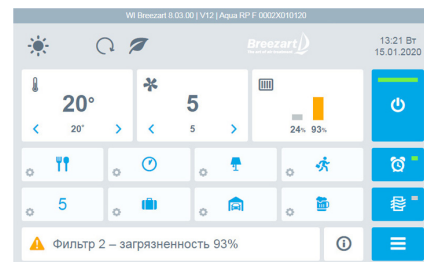 WI Breezart 8.03.00 | V12 | Aqua RP F 0002X010120
Breezart
13:21 Вт
15.01.2020
20°
5
20°
5
24% 93%
5
Фильтр 2 – загрязненность 93%